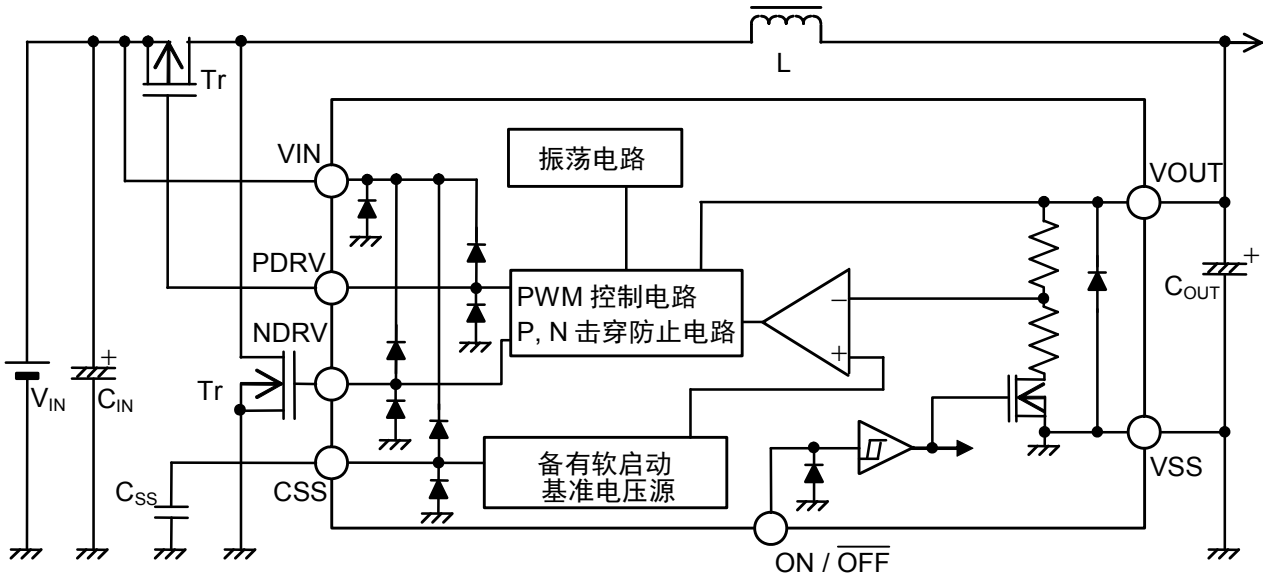 L
Tr
VIN
振荡电路
VOUT
PDRV
PWM 控制电路
P, N 击穿防止电路
−
+
+
COUT
NDRV
+
VIN
CIN
Tr
备有软启动
基准电压源
CSS
CSS
VSS
ON / OFF